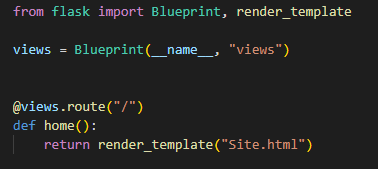 from flask import Blueprint, render_template
views = Blueprint(__name__, "views")
@views.route("/")
def home():
    return render_template("Site.html")